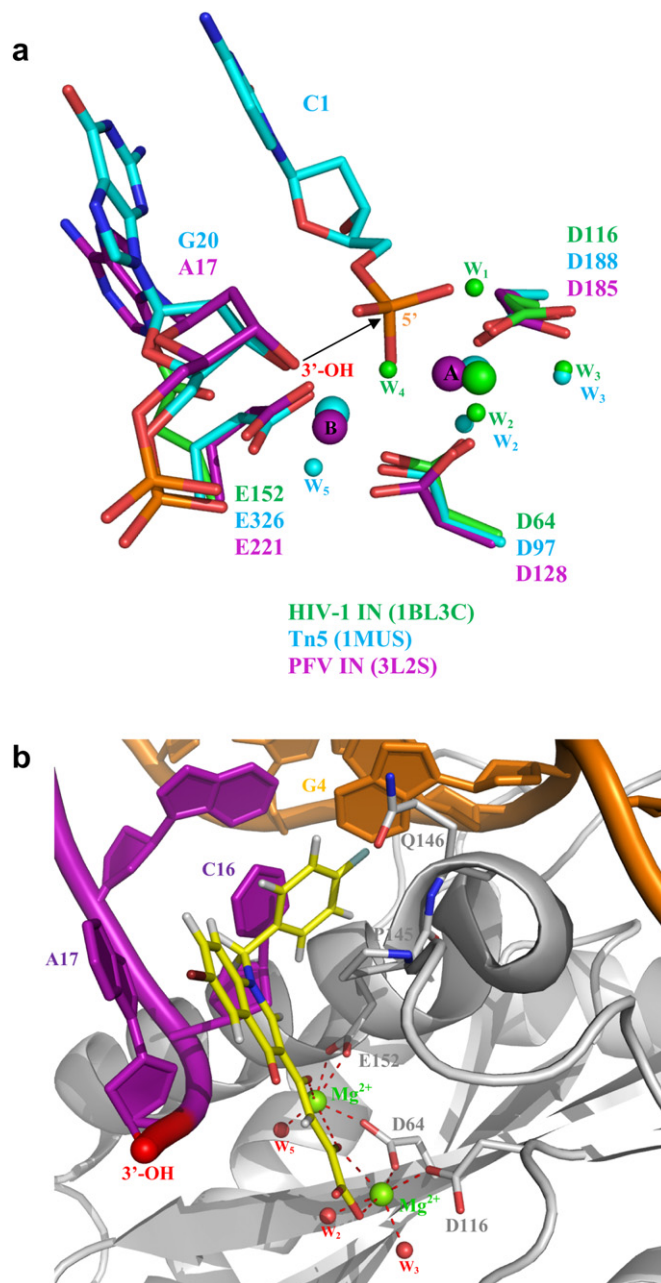 a
C1
G20
A17
D116
D188
D185
W1
5'
3'-OH
A
W3
W3
W4
W2
W2
B
W5
E152
E326
E221
D64
D97
D128
HIV-1 IN (1BL3C)
Tn5 (1MUS)
PFV IN (3L2S)
b
G4
Q146
C16
P145
A17
E152
Mg2+
D64
W5
3'-OH
Mg2+
D116
W2
W3